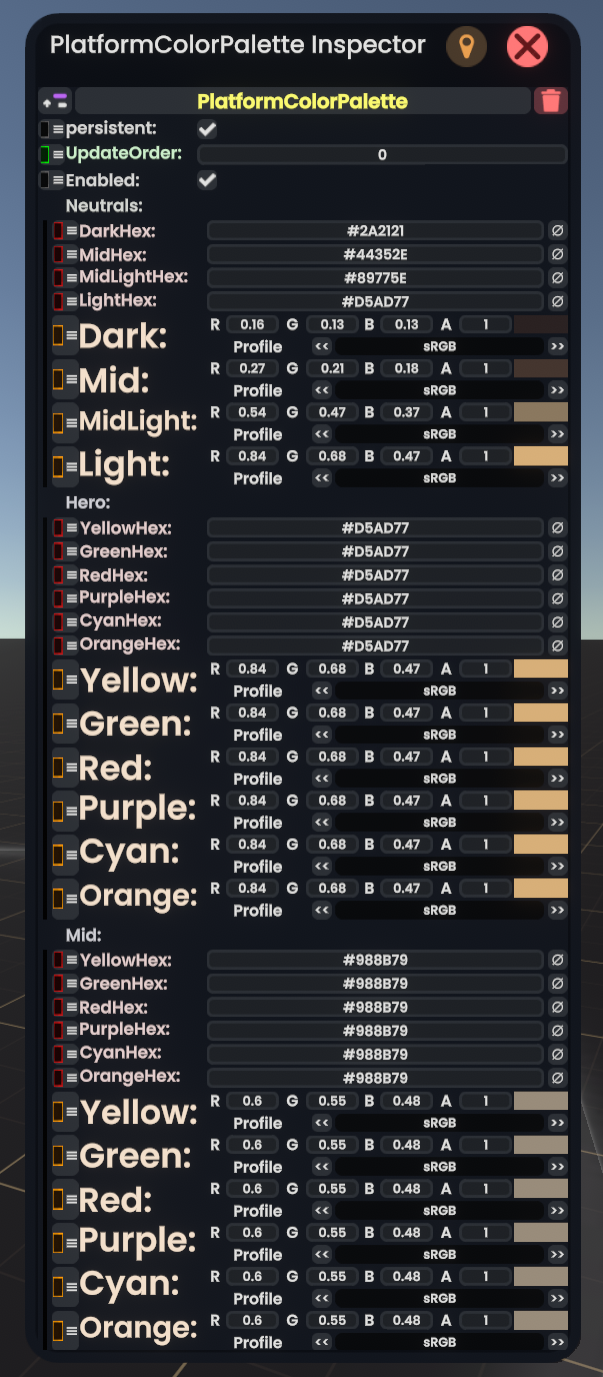 PlatformColorPalette Inspector
PlatformColorPalette
persistent:
UpdateOrder: 0
Enabled:
Neutrals:
DarkHex: #2A2121 Ø
MidHex: #44352E Ø
MidLightHex: #89775E Ø
LightHex: #D5AD77 Ø
Dark: R 0.16 G 0.13 B 0.13 A 1
Profile << sRGB >>
Mid: R 0.27 G 0.21 B 0.18 A 1
Profile << sRGB >>
MidLight: R 0.54 G 0.47 B 0.37 A 1
Profile << sRGB >>
Light: R 0.84 G 0.68 B 0.47 A 1
Profile << sRGB >>
Hero:
YellowHex: #D5AD77 Ø
GreenHex: #D5AD77 Ø
RedHex: #D5AD77 Ø
PurpleHex: #D5AD77 Ø
CyanHex: #D5AD77 Ø
OrangeHex: #D5AD77 Ø
Yellow: R 0.84 G 0.68 B 0.47 A 1
Profile << sRGB >>
Green: R 0.84 G 0.68 B 0.47 A 1
Profile << sRGB >>
Red: R 0.84 G 0.68 B 0.47 A 1
Profile << sRGB >>
Purple: R 0.84 G 0.68 B 0.47 A 1
Profile << sRGB >>
Cyan: R 0.84 G 0.68 B 0.47 A 1
Profile << sRGB >>
Orange: R 0.84 G 0.68 B 0.47 A 1
Profile << sRGB >>
Mid:
YellowHex: #988B79 Ø
GreenHex: #988B79 Ø
RedHex: #988B79 Ø
PurpleHex: #988B79 Ø
CyanHex: #988B79 Ø
OrangeHex: #988B79 Ø
Yellow: R 0.6 G 0.55 B 0.48 A 1
Profile << sRGB >>
Green: R 0.6 G 0.55 B 0.48 A 1
Profile << sRGB >>
Red: R 0.6 G 0.55 B 0.48 A 1
Profile << sRGB >>
Purple: R 0.6 G 0.55 B 0.48 A 1
Profile << sRGB >>
Cyan: R 0.6 G 0.55 B 0.48 A 1
Profile << sRGB >>
Orange: R 0.6 G 0.55 B 0.48 A 1
Profile << sRGB >>